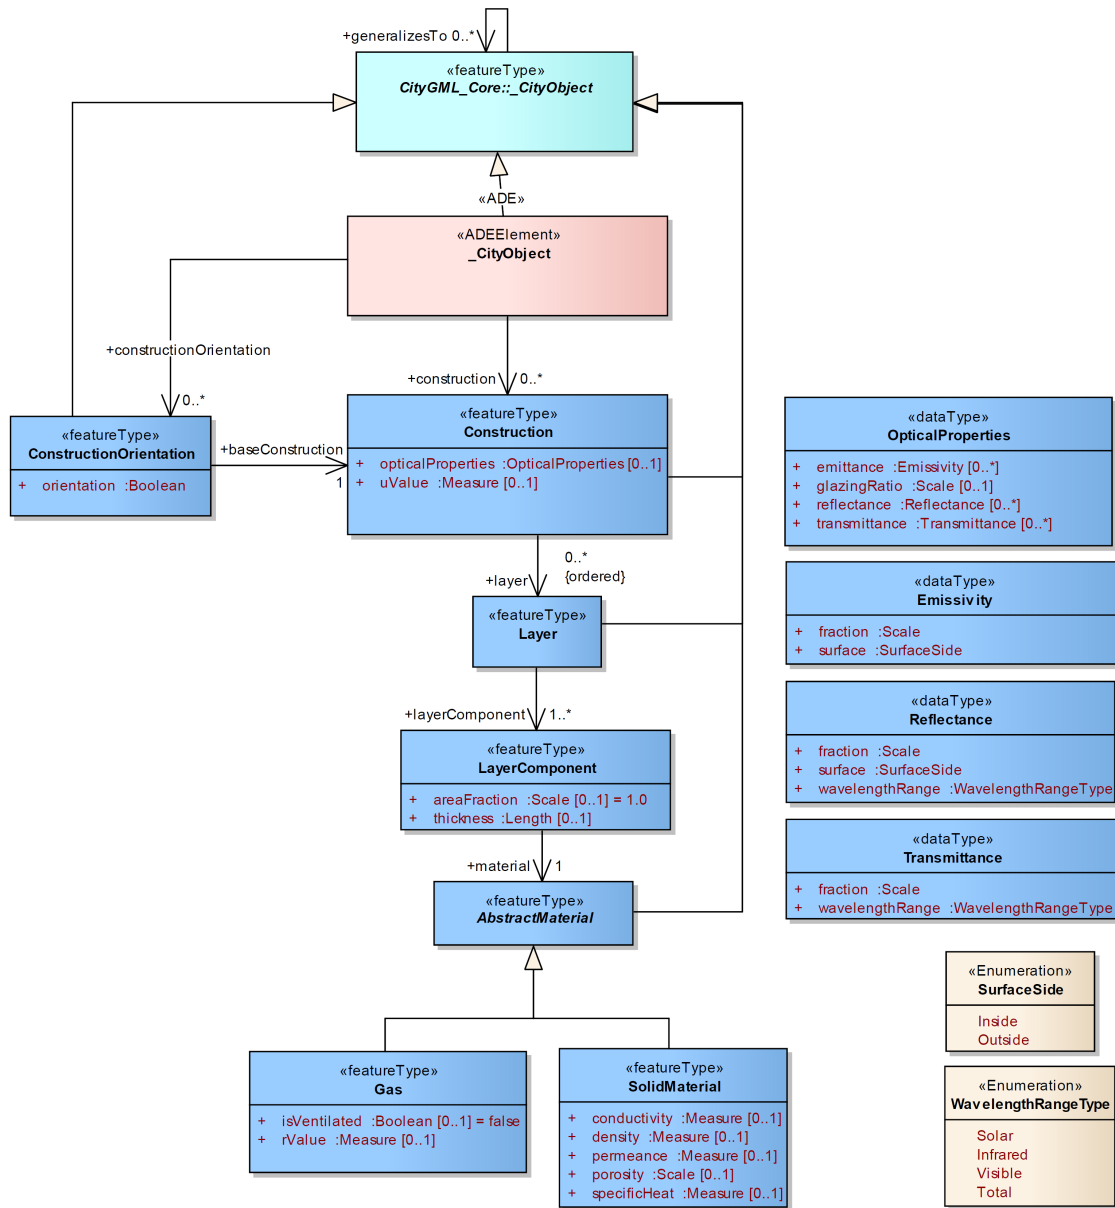 +generalizesTo 0..*
«featureType»
CityGML_Core::_CityObject
«ADE»
«ADEElement»
_CityObject
+constructionOrientation
0..*
+construction 0..*
«featureType»
ConstructionOrientation
+ orientation :Boolean
+baseConstruction
1
«featureType»
Construction
+ opticalProperties :OpticalProperties [0..1]
+ uValue :Measure [0..1]
0..*
{ordered}
+layer
«featureType»
Layer
+layerComponent 1..*
«featureType»
LayerComponent
+ areaFraction :Scale [0..1] = 1.0
+ thickness :Length [0..1]
+material 1
«featureType»
AbstractMaterial
«featureType»
Gas
+ isVentilated :Boolean [0..1] = false
+ rValue :Measure [0..1]
«featureType»
SolidMaterial
+ conductivity :Measure [0..1]
+ density :Measure [0..1]
+ permeance :Measure [0..1]
+ porosity :Scale [0..1]
+ specificHeat :Measure [0..1]
«dataType»
OpticalProperties
+ emittance :Emissivity [0..*]
+ glazingRatio :Scale [0..1]
+ reflectance :Reflectance [0..*]
+ transmittance :Transmittance [0..*]
«dataType»
Emissivity
+ fraction :Scale
+ surface :SurfaceSide
«dataType»
Reflectance
+ fraction :Scale
+ surface :SurfaceSide
+ wavelengthRange :WavelengthRangeType
«dataType»
Transmittance
+ fraction :Scale
+ wavelengthRange :WavelengthRangeType
«Enumeration»
SurfaceSide
Inside
Outside
«Enumeration»
WavelengthRangeType
Solar
Infrared
Visible
Total